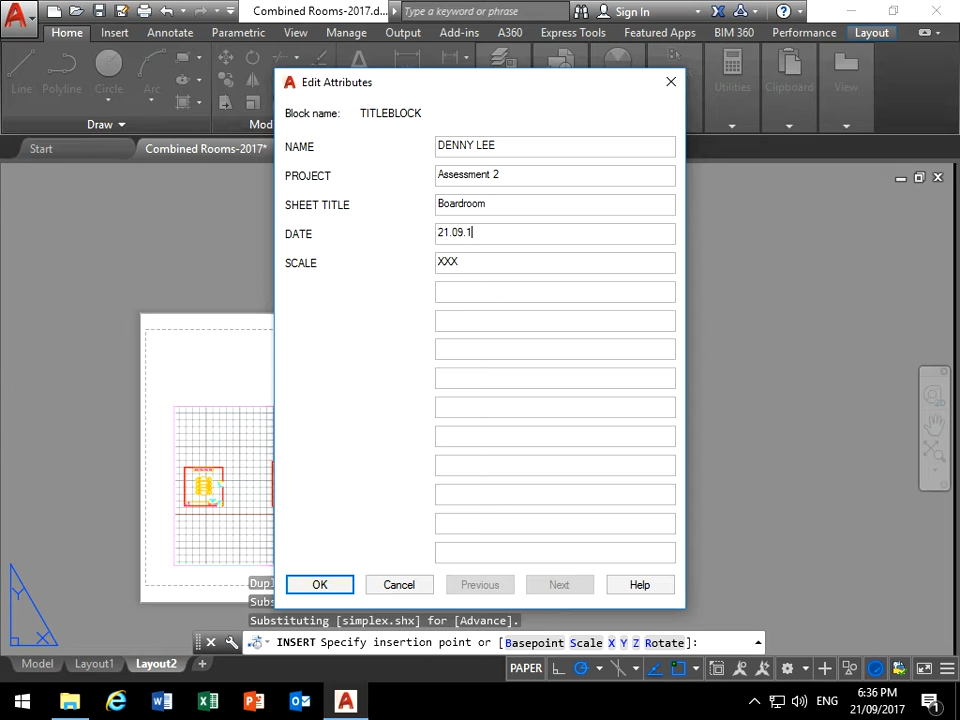 Combined Rooms-2017.d...
Type a keyword or phrase
Sign In
Home
Insert
Annotate
Parametric
View
Manage
Output
Add-ins
A360
Express Tools
Featured Apps
BIM 360
Performance
Layout
Line
Polyline
Circle
Arc
Utilities
Clipboard
View
Draw
Modi
Start
Combined Rooms-2017*
Edit Attributes
Block name: TITLEBLOCK
NAME DENNY LEE
PROJECT Assessment 2
SHEET TITLE Boardroom
DATE 21.09.1
SCALE XXX
OK
Cancel
Previous
Next
Help
Y
X
Dupl
Subs
Substituting [simplex.shx] for [Advance].
INSERT Specify insertion point or [Basepoint Scale X Y Z Rotate]:
Model
Layout1
Layout2
PAPER
ENG
6:36 PM
21/09/2017
1